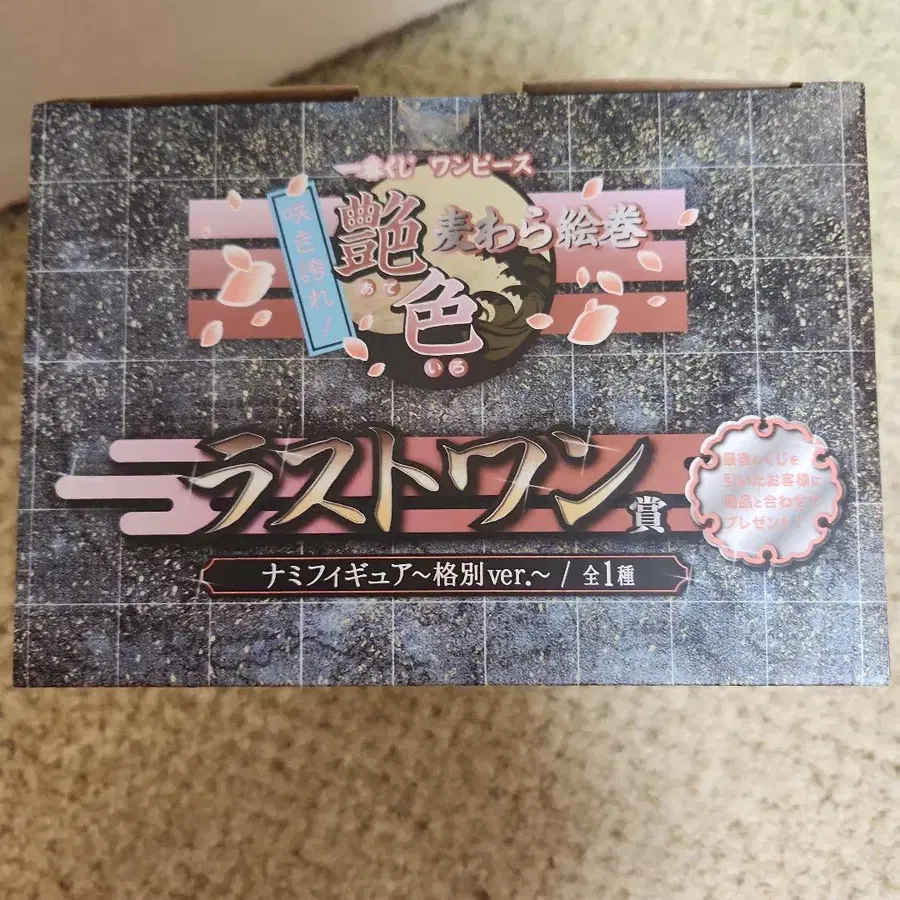 一番くじ ワンピース
咲き誇れ！
艶色
あていろ
麦わら絵巻
ラストワン賞
最後のくじを
引いたお客様に
商品と合わせて
プレゼント！
ナミフィギュア～格別ver.～ / 全1種